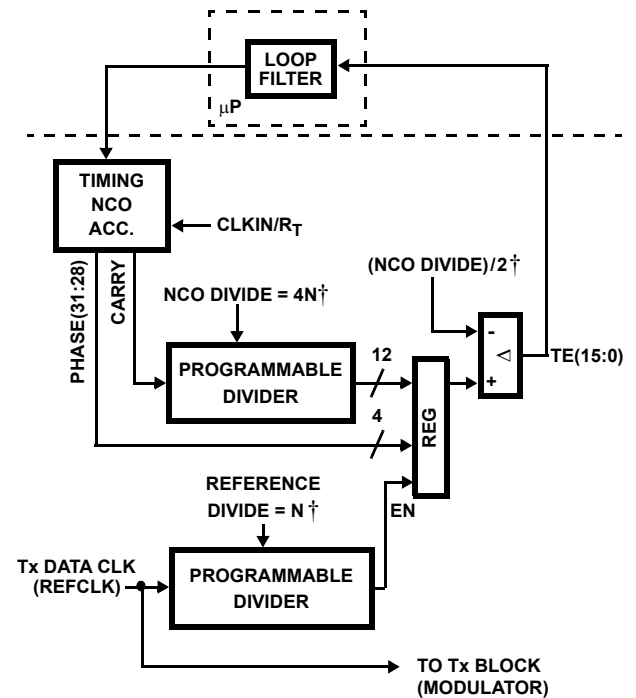 LOOP
FILTER
μP
TIMING
NCO
ACC.
CLKIN/RT
PHASE(31:28)
CARRY
NCO DIVIDE = 4N†
(NCO DIVIDE)/2†
PROGRAMMABLE
DIVIDER
12
4
REG
-
+
Δ
TE(15:0)
REFERENCE
DIVIDE = N †
EN
Tx DATA CLK
(REFCLK)
PROGRAMMABLE
DIVIDER
TO Tx BLOCK
(MODULATOR)